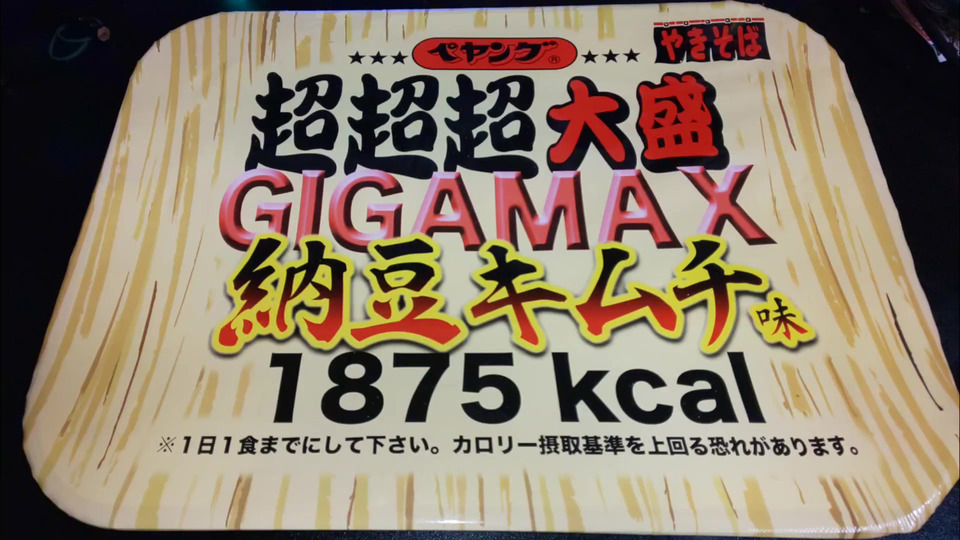 ★★★ ペヤング® ★★★
やきそば
超超超大盛
GIGAMAX
納豆キムチ味
1875 kcal
※1日1食までにして下さい。カロリー摂取基準を上回る恐れがあります。